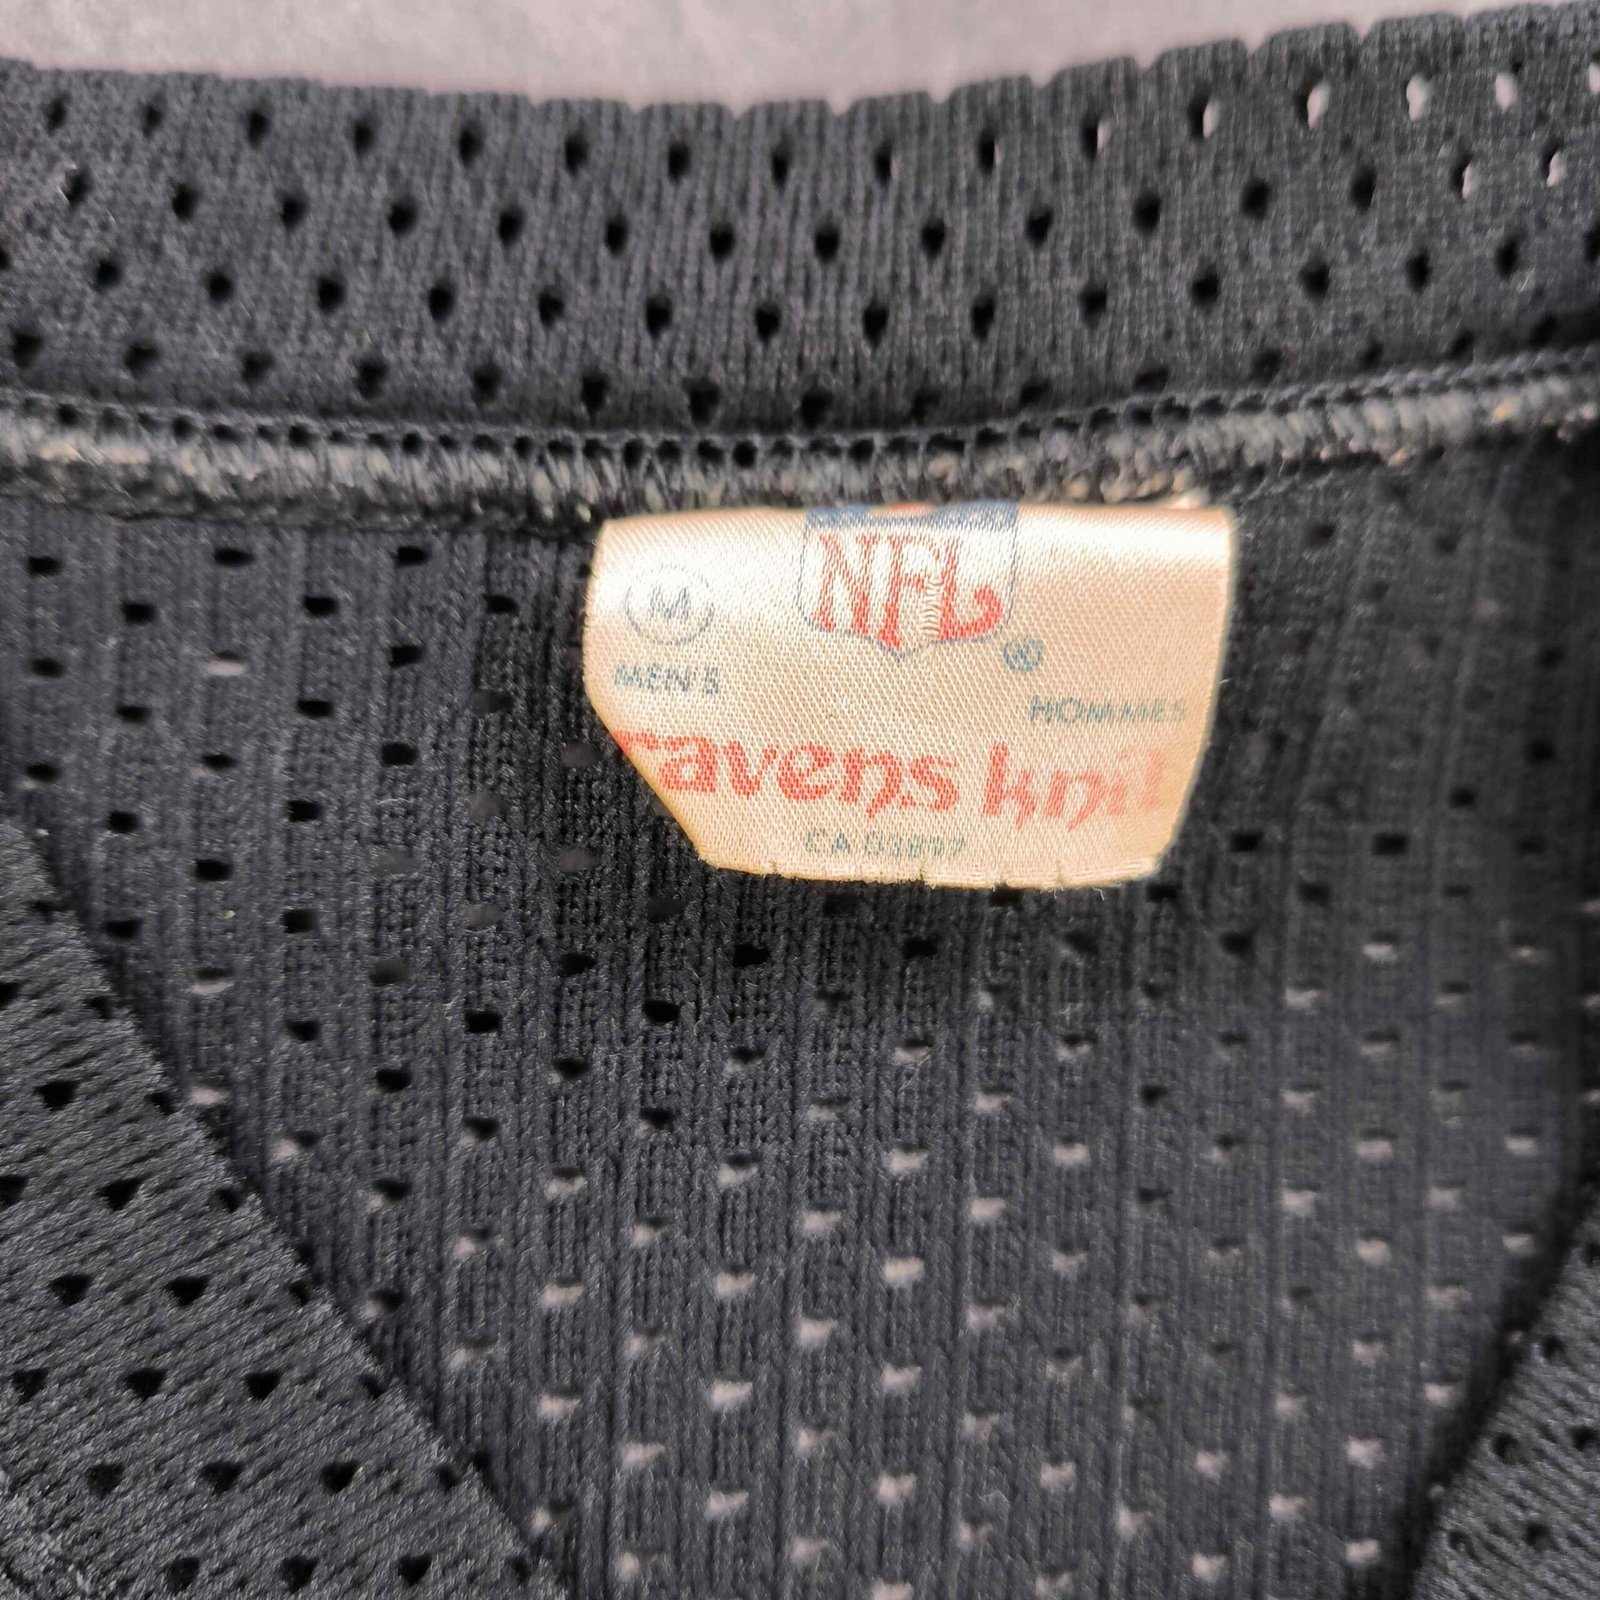 NFL
M
®
MEN'S
HOMMES
ravens knit